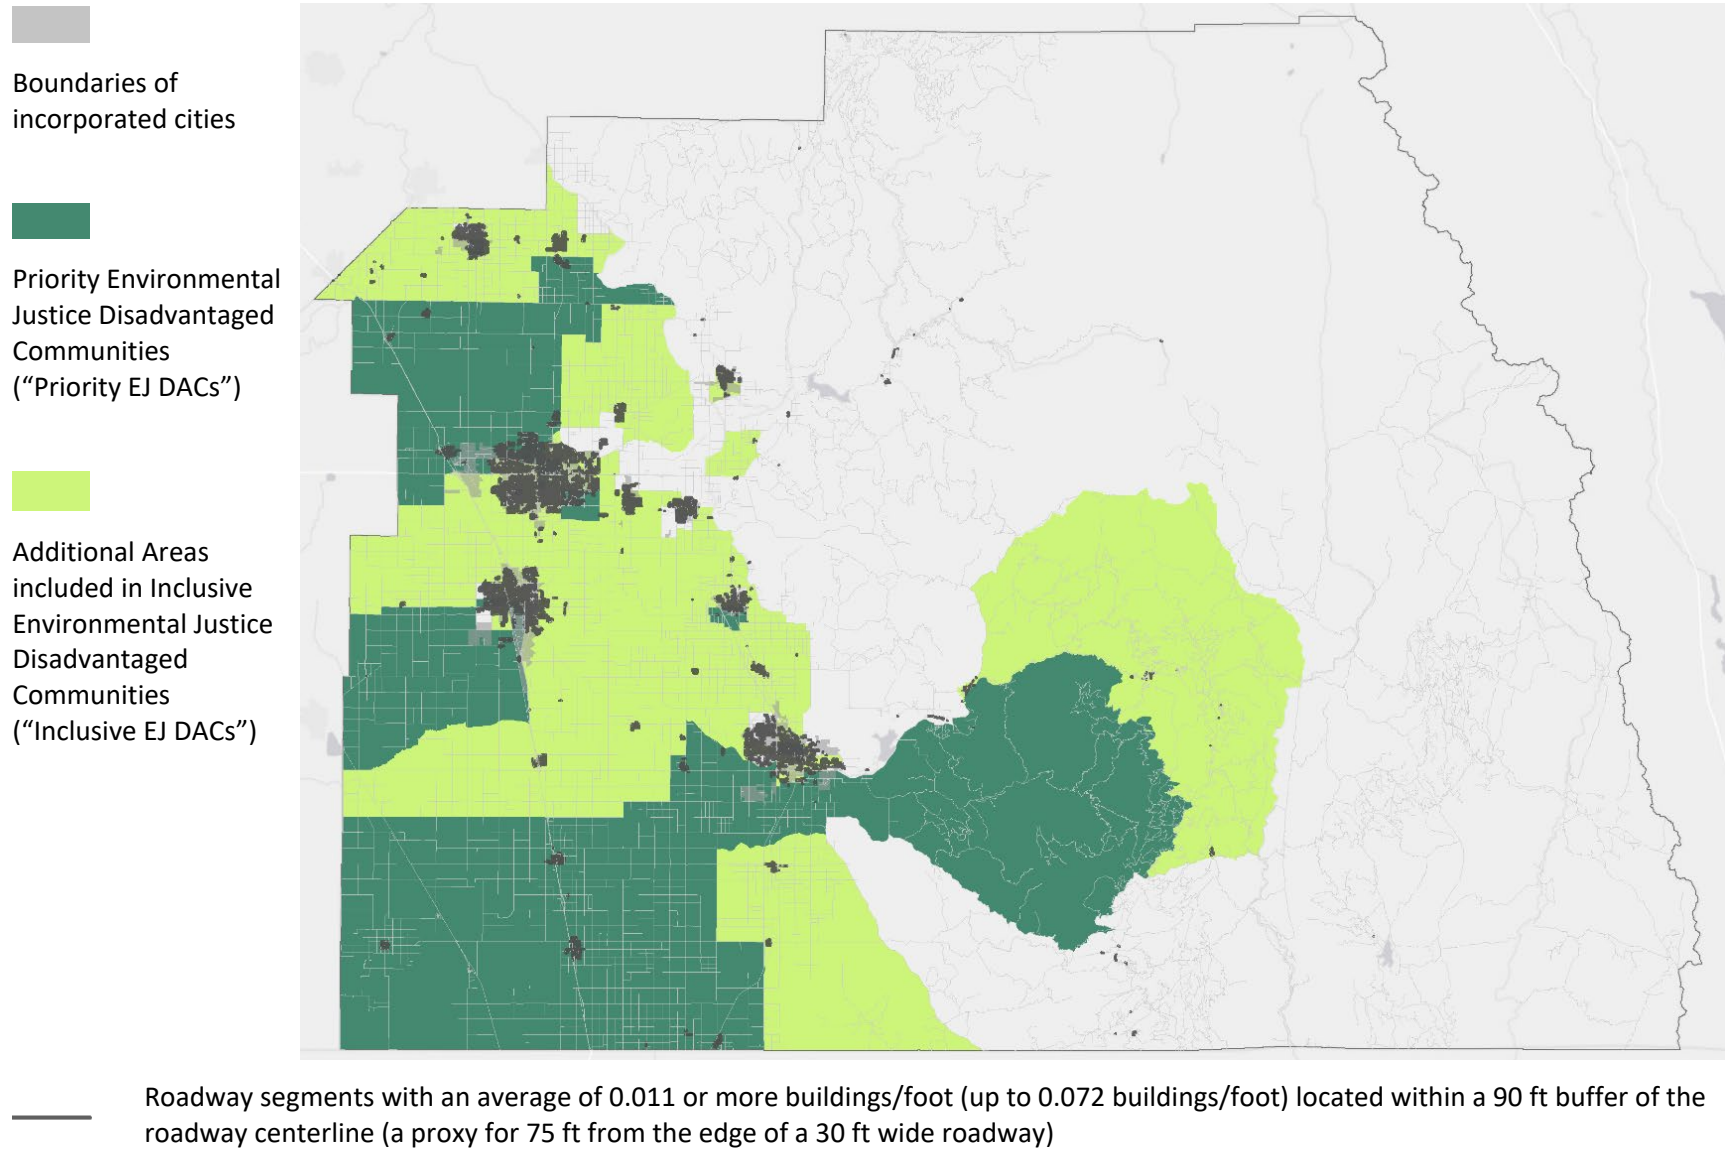 Boundaries of
incorporated cities
Priority Environmental
Justice Disadvantaged
Communities
(“Priority EJ DACs”)
Additional Areas
included in Inclusive
Environmental Justice
Disadvantaged
Communities
(“Inclusive EJ DACs”)
Roadway segments with an average of 0.011 or more buildings/foot (up to 0.072 buildings/foot) located within a 90 ft buffer of the
roadway centerline (a proxy for 75 ft from the edge of a 30 ft wide roadway)